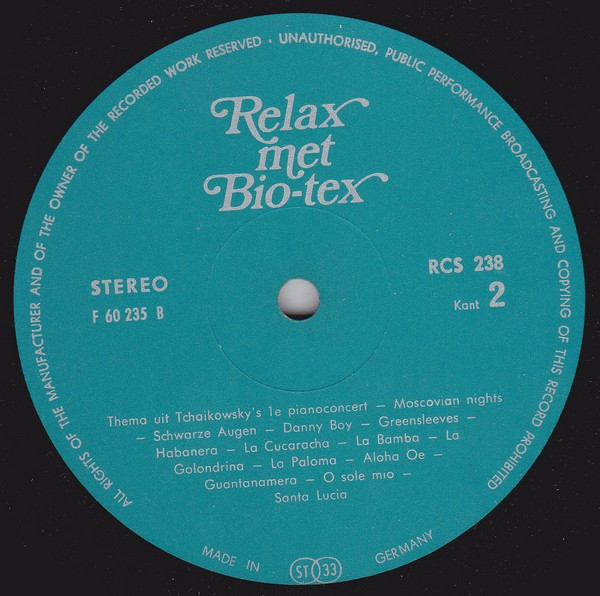 ALL RIGHTS OF THE MANUFACTURER AND OF THE OWNER OF THE RECORDED WORK RESERVED · UNAUTHORISED, PUBLIC PERFORMANCE BROADCASTING AND COPYING OF THIS RECORD PROHIBITED
Relax
met
Bio-tex
STEREO
F 60 235 B
RCS 238
Kant 2
Thema uit Tchaikowsky's 1e pianoconcert – Moscovian nights
– Schwarze Augen – Danny Boy – Greensleeves –
Habanera – La Cucaracha – La Bamba – La
Golondrina – La Paloma – Aloha Oe –
Guantanamera – O sole mio –
Santa Lucia
MADE IN ST 33 GERMANY